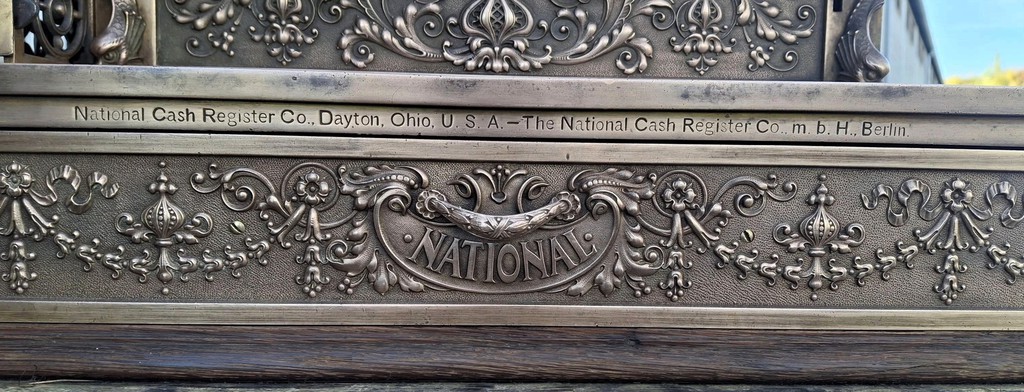 National Cash Register Co., Dayton, Ohio, U. S. A.—The National Cash Register Co., m. b. H., Berlin.
NATIONAL